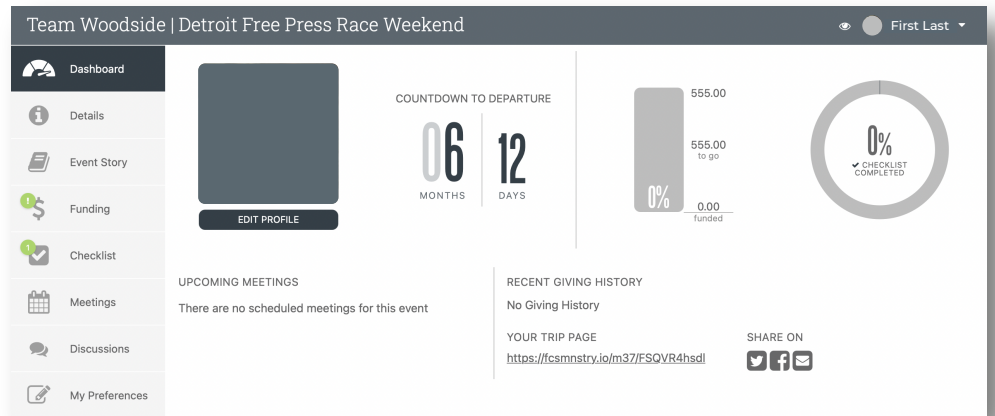 Team Woodside | Detroit Free Press Race Weekend
First Last
Dashboard
Details
Event Story
1
Funding
1
Checklist
Meetings
Discussions
My Preferences
EDIT PROFILE
COUNTDOWN TO DEPARTURE
06
MONTHS
12
DAYS
555.00
555.00
to go
0%
0.00
funded
0%
CHECKLIST
COMPLETED
UPCOMING MEETINGS
There are no scheduled meetings for this event
RECENT GIVING HISTORY
No Giving History
YOUR TRIP PAGE
https://fcsmnstry.io/m37/FSQVR4hsdl
SHARE ON